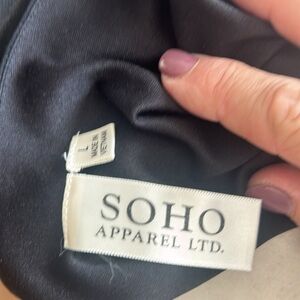 L
MADE IN
VIETNAM
SOHO
APPAREL LTD.